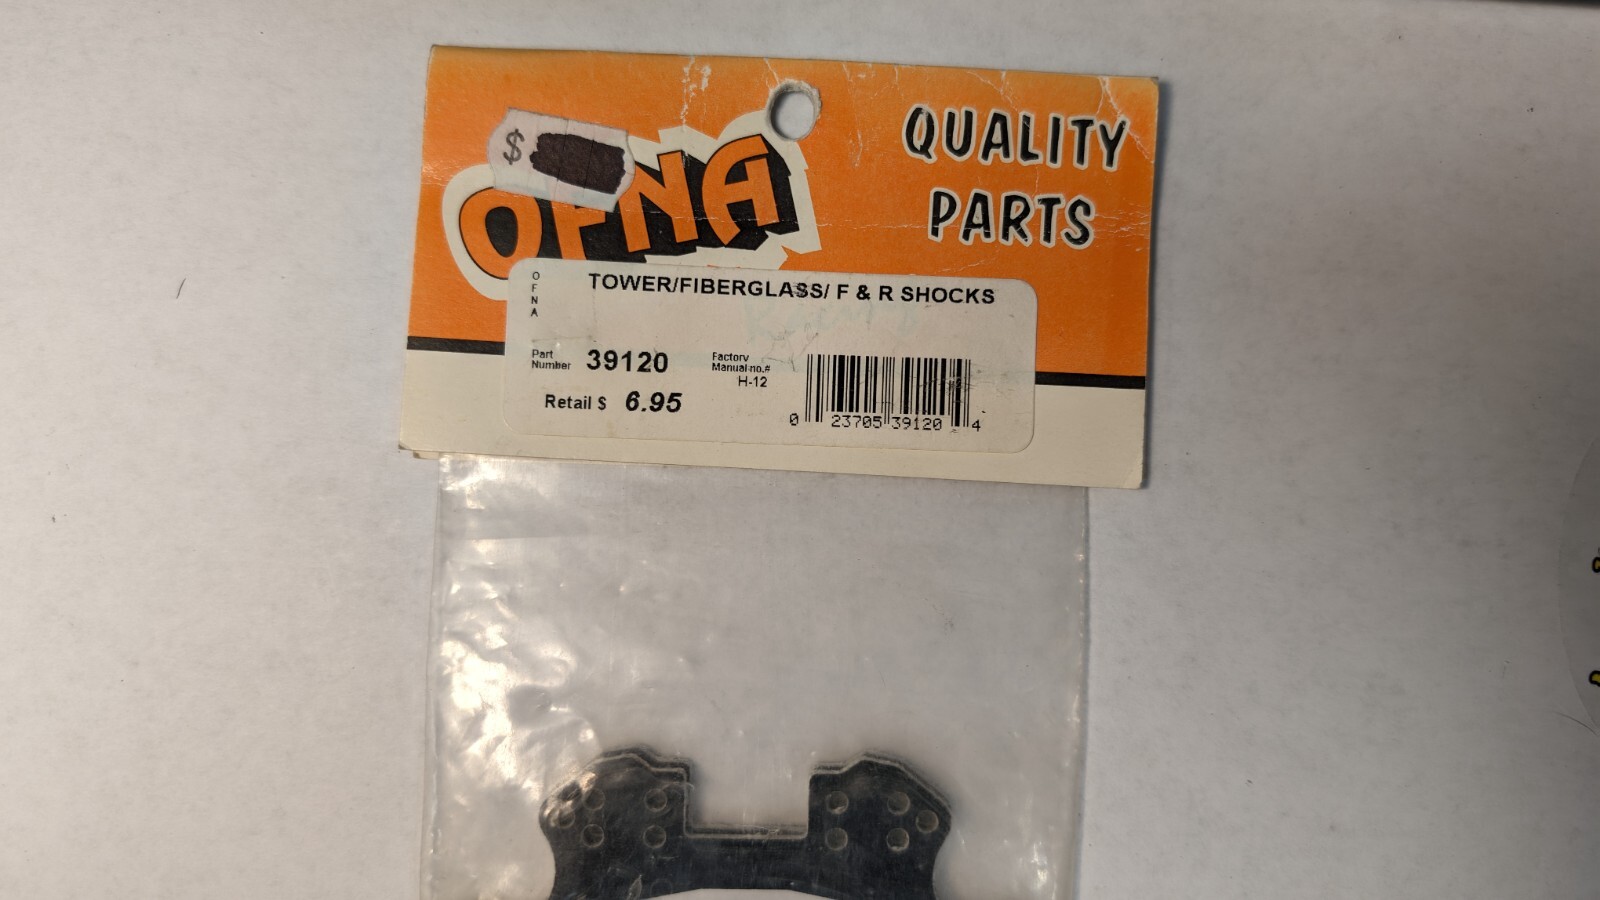 $
OFNA
QUALITY
PARTS
O
F
N
A
TOWER/FIBERGLASS/ F & R SHOCKS
Part
Number 39120
Factory
Manual no.#
H-12
Retail $ 6.95
0 23705 39120 4